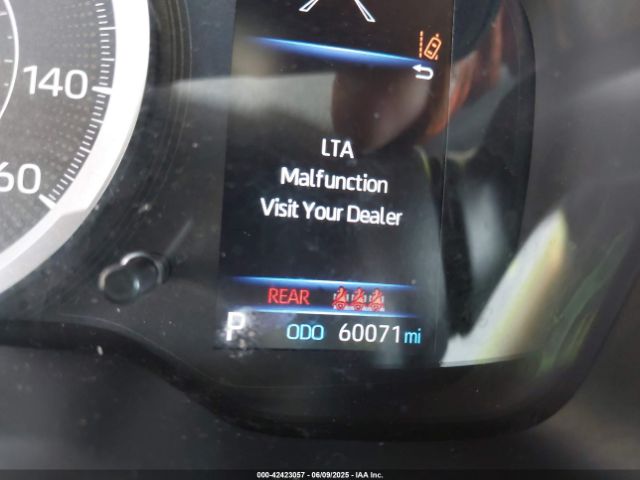 140
60
LTA
Malfunction
Visit Your Dealer
REAR
P ODO 60071 mi
000-42423057 - 06/09/2025 - IAA Inc.